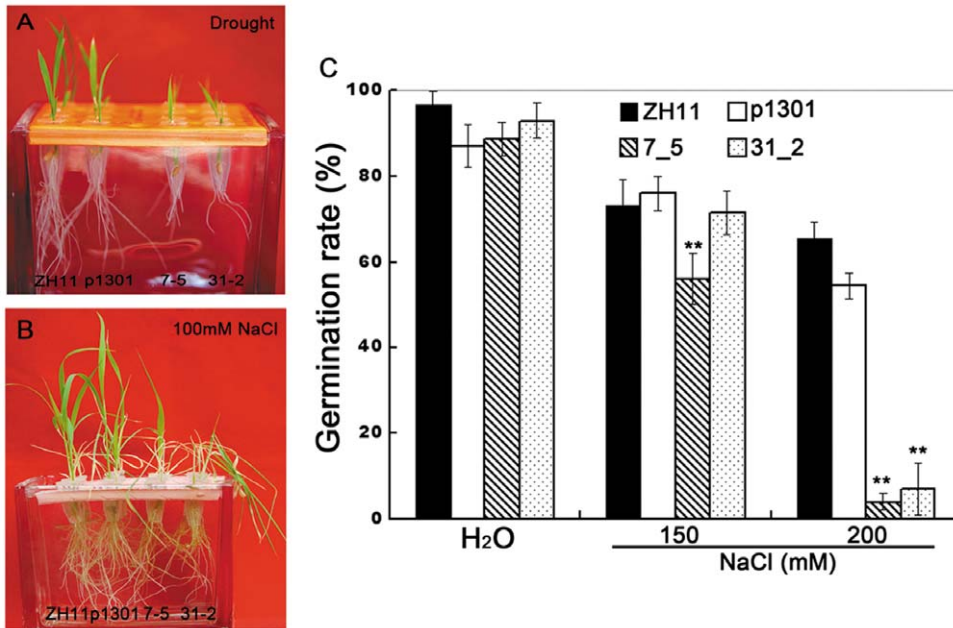 A
Drought
ZH11 p1301 7-5 31-2
B
100mM NaCl
ZH11p1301 7-5 31-2
C
ZH11 p1301
7_5 31_2
Germination rate (%)
100
80
60
40
20
0
**
**
**
H₂O 150 200
NaCl (mM)